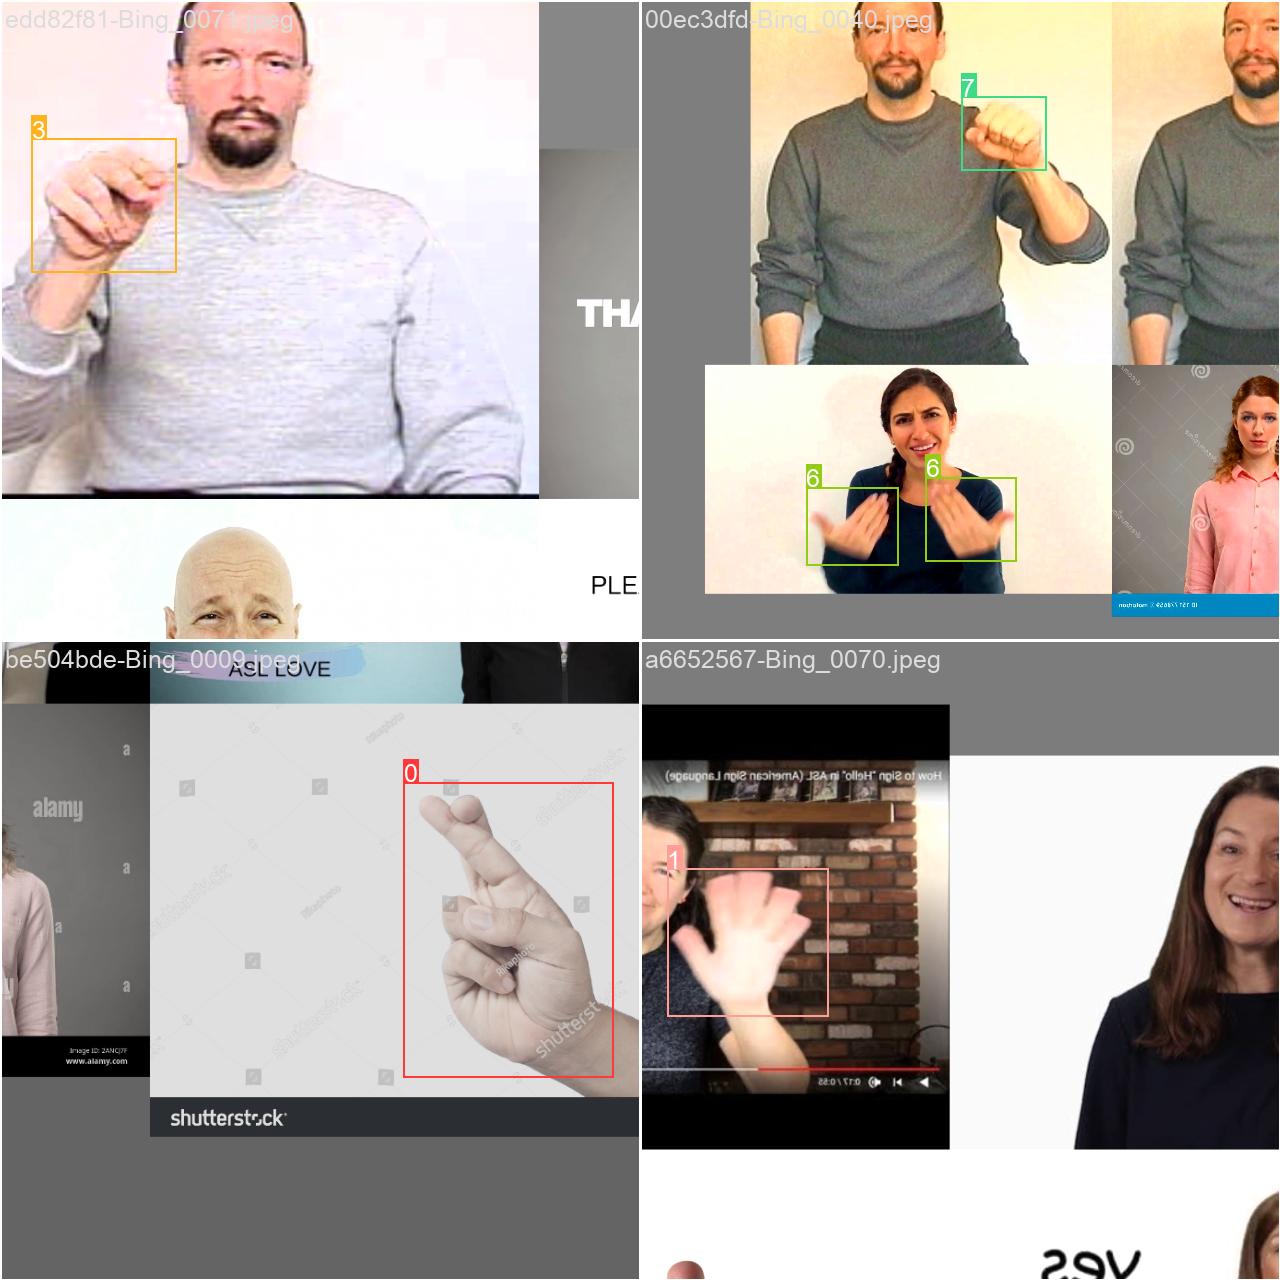 edd82f81-Bing_0071.jpeg
00ec3dfd-Bing_0040.jpeg
3
7
THA
6
6
PLE
be504bde-Bing_0009.jpeg
a6652567-Bing_0070.jpeg
ASL LOVE
How to Sign "Hello" in ASL (American Sign Language)
alamy
a
0
a
1
a
a
Rikaphoto
shutterstock
Image ID: 2ANCJ7F
www.alamy.com
0:17 / 0:55
shutterstock
yes